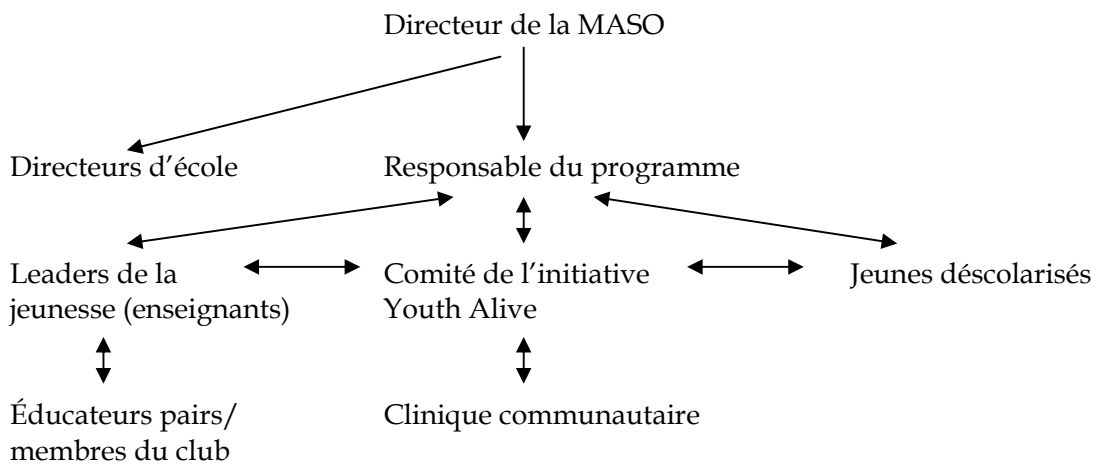 Directeur de la MASO
Directeurs d’école
Responsable du programme
Leaders de la
jeunesse (enseignants)
Comité de l’initiative
Youth Alive
Jeunes déscolarisés
Éducateurs pairs/
membres du club
Clinique communautaire